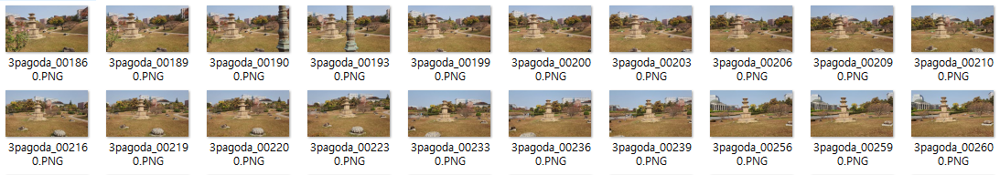 3pagoda_00186
0.PNG
3pagoda_00189
0.PNG
3pagoda_00190
0.PNG
3pagoda_00193
0.PNG
3pagoda_00199
0.PNG
3pagoda_00200
0.PNG
3pagoda_00203
0.PNG
3pagoda_00206
0.PNG
3pagoda_00209
0.PNG
3pagoda_00210
0.PNG
3pagoda_00216
0.PNG
3pagoda_00219
0.PNG
3pagoda_00220
0.PNG
3pagoda_00223
0.PNG
3pagoda_00233
0.PNG
3pagoda_00236
0.PNG
3pagoda_00239
0.PNG
3pagoda_00256
0.PNG
3pagoda_00259
0.PNG
3pagoda_00260
0.PNG